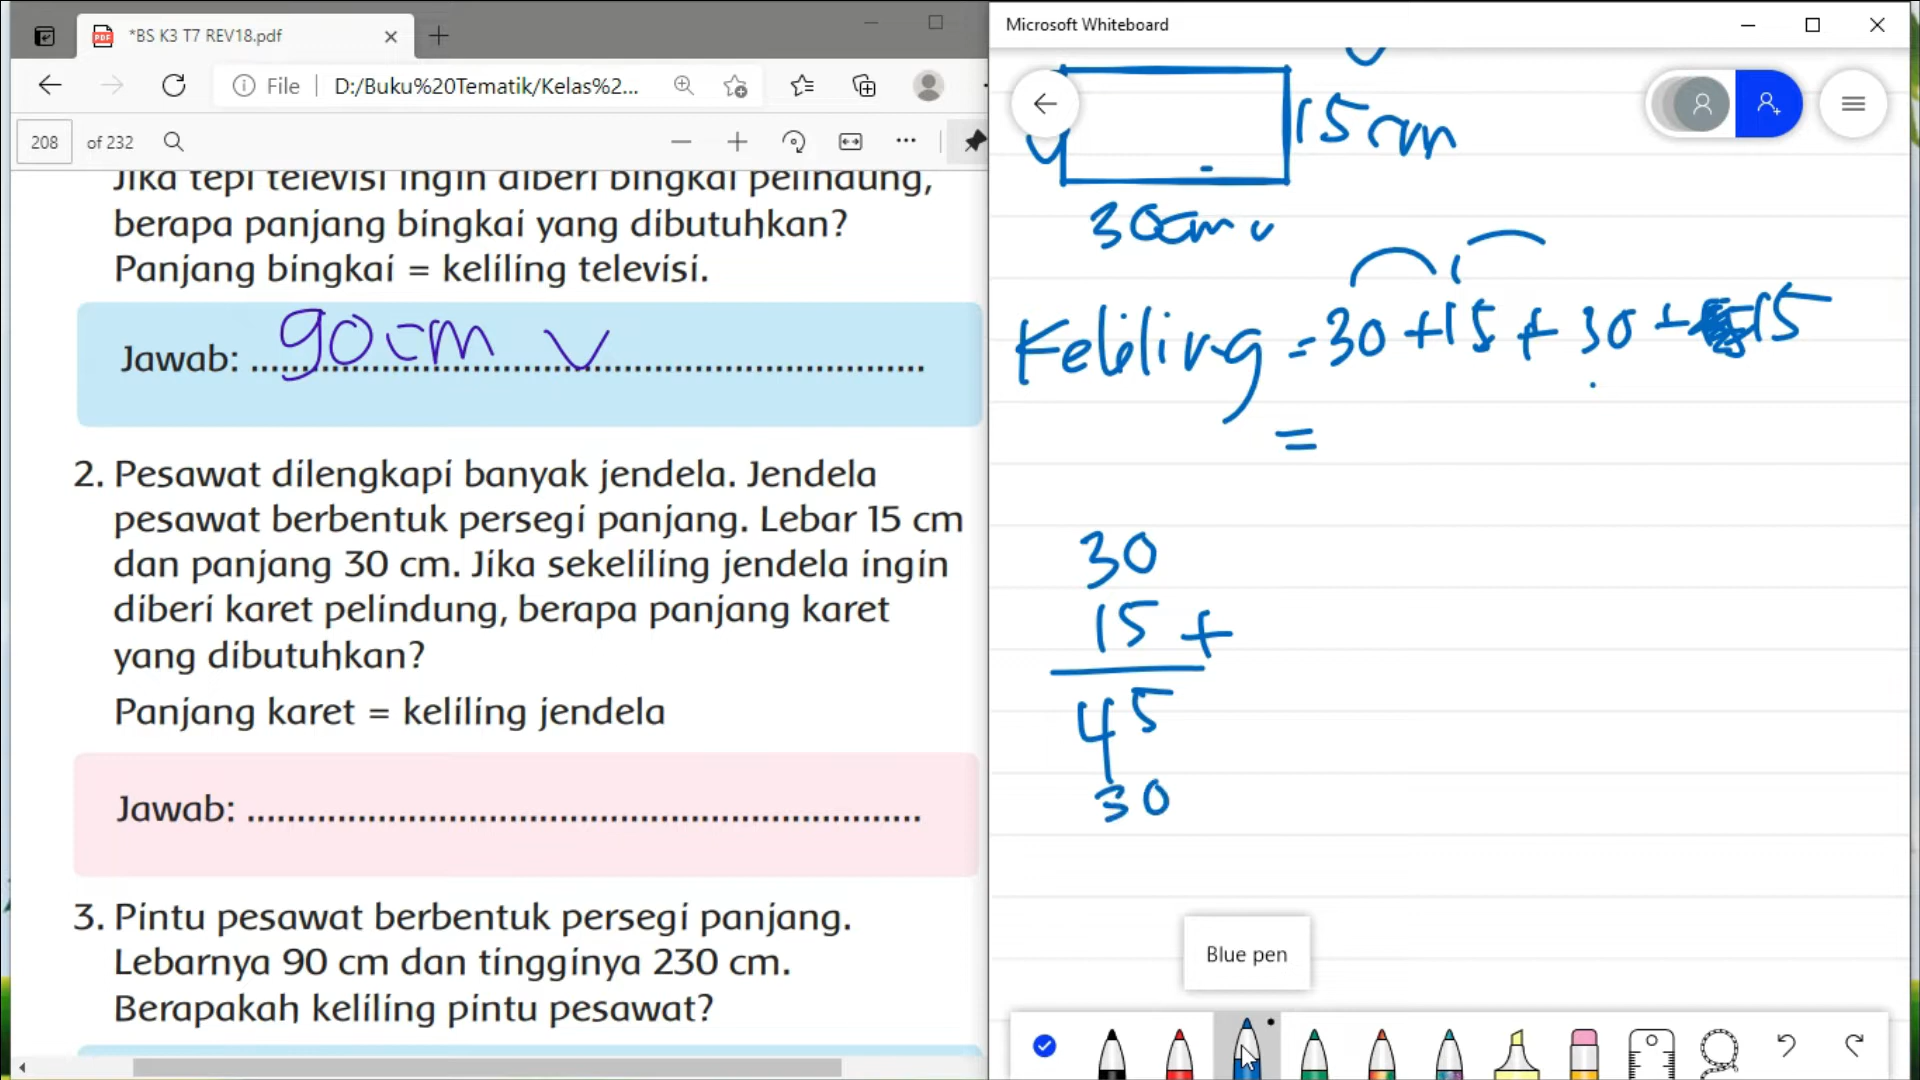 *BS K3 T7 REV18.pdf
File
D:/Buku%20Tematik/Kelas%2...
208 of 232
Jika tepi televisi ingin diberi bingkai pelindung,
berapa panjang bingkai yang dibutuhkan?
Panjang bingkai = keliling televisi.
Jawab: 90 cm
2. Pesawat dilengkapi banyak jendela. Jendela
pesawat berbentuk persegi panjang. Lebar 15 cm
dan panjang 30 cm. Jika sekeliling jendela ingin
diberi karet pelindung, berapa panjang karet
yang dibutuhkan?
Panjang karet = keliling jendela
Jawab: ....................................................................
3. Pintu pesawat berbentuk persegi panjang.
Lebarnya 90 cm dan tingginya 230 cm.
Berapakah keliling pintu pesawat?
Microsoft Whiteboard
15 cm
30 cm
Keliling = 30 + 15 + 30 + 15
=
30
15 +
45
30
Blue pen